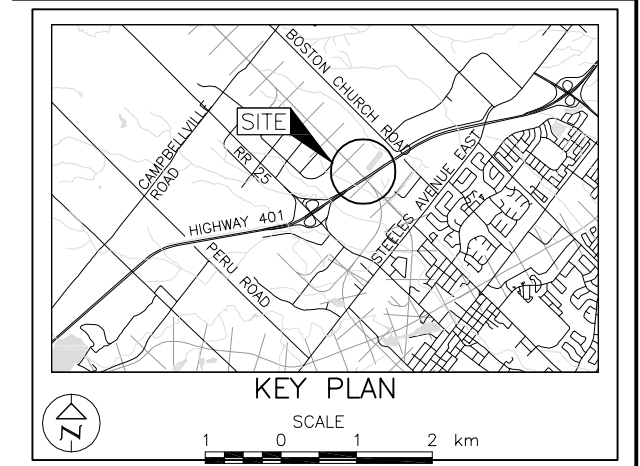 BOSTON CHURCH ROAD
SITE
CAMPBELLVILLE
ROAD
RR 25
STEELES AVENUE EAST
HIGHWAY 401
PERU ROAD
KEY PLAN
SCALE
1 0 1 2 km
N